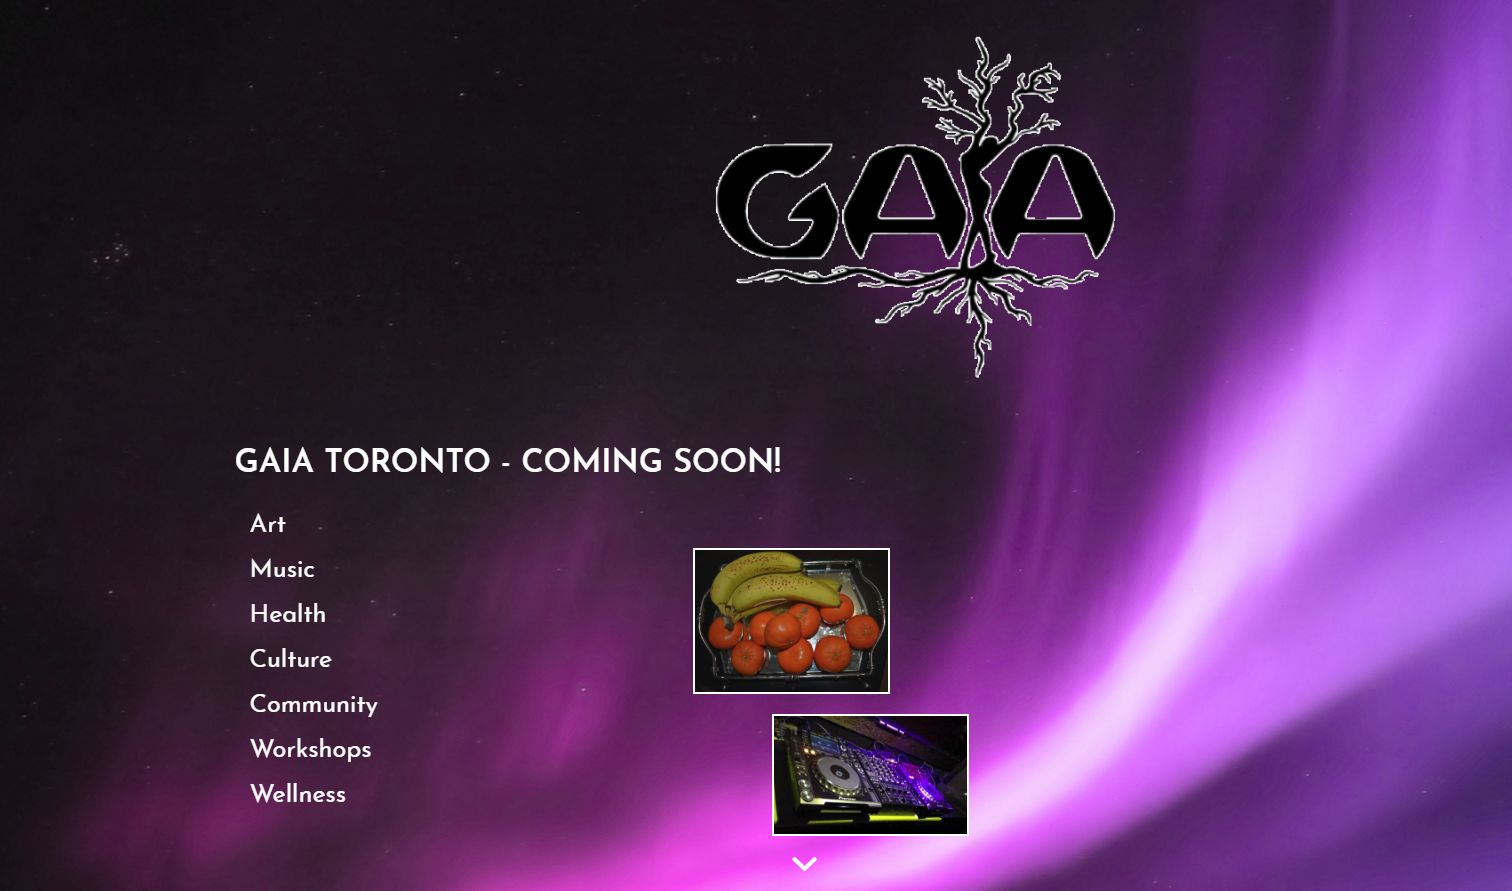 GAIA
GAIA TORONTO - COMING SOON!
Art
Music
Health
Culture
Community
Workshops
Wellness